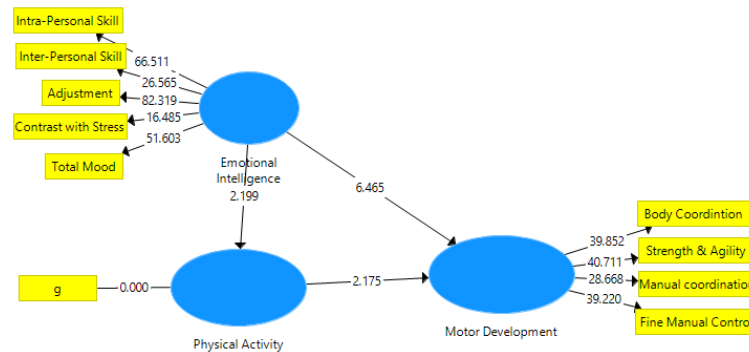 Intra-Personal Skill
66.511
Inter-Personal Skill
26.565
Adjustment
82.319
Contrast with Stress
16.485
51.603
Total Mood
Emotional
Intelligence
2.199
6.465
Body Coordintion
39.852
Strength & Agility
40.711
28.668
Manual coordination
39.220
Fine Manual Contro
g
0.000
2.175
Motor Development
Physical Activity